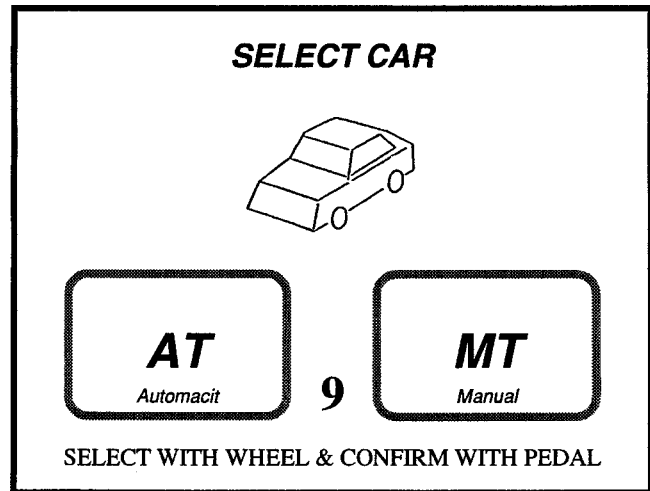 SELECT CAR
AT
MT
Automacit
9
Manual
SELECT WITH WHEEL & CONFIRM WITH PEDAL